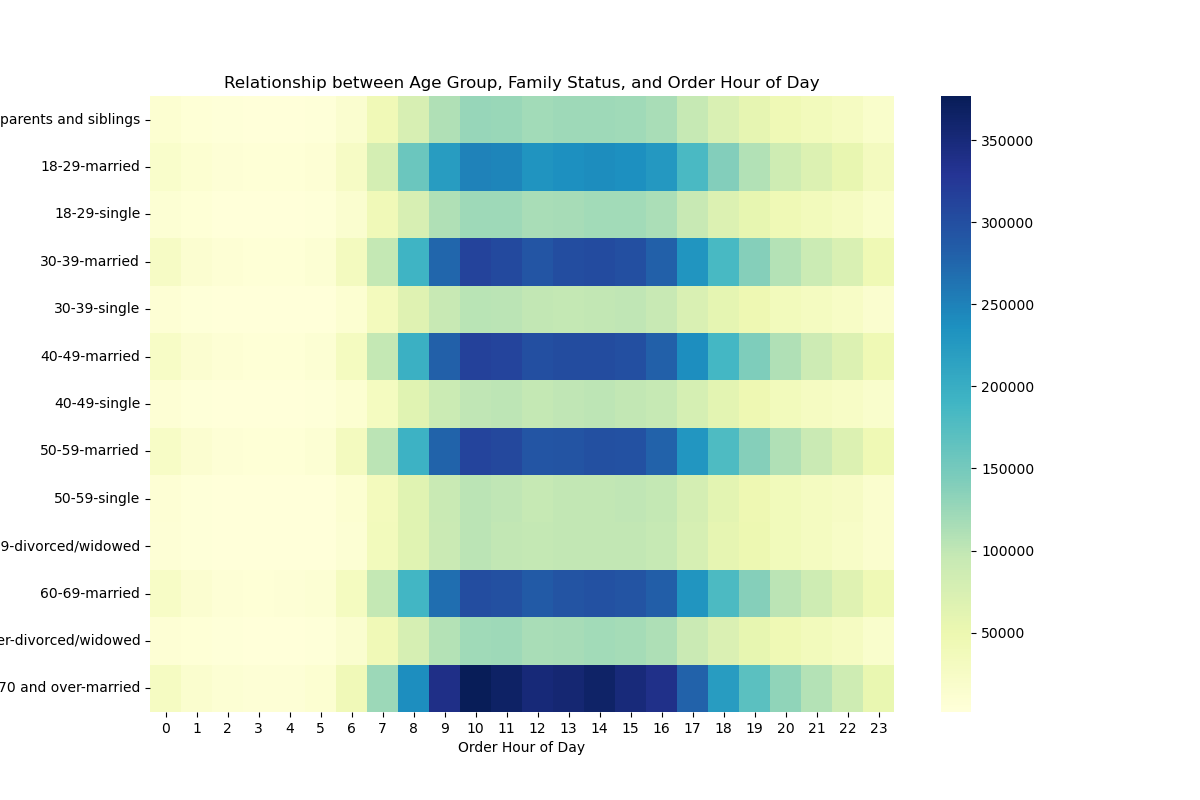 Relationship between Age Group, Family Status, and Order Hour of Day
parents and siblings
18-29-married
18-29-single
30-39-married
30-39-single
40-49-married
40-49-single
50-59-married
50-59-single
9-divorced/widowed
60-69-married
er-divorced/widowed
70 and over-married
0 1 2 3 4 5 6 7 8 9 10 11 12 13 14 15 16 17 18 19 20 21 22 23
Order Hour of Day
350000
300000
250000
200000
150000
100000
50000